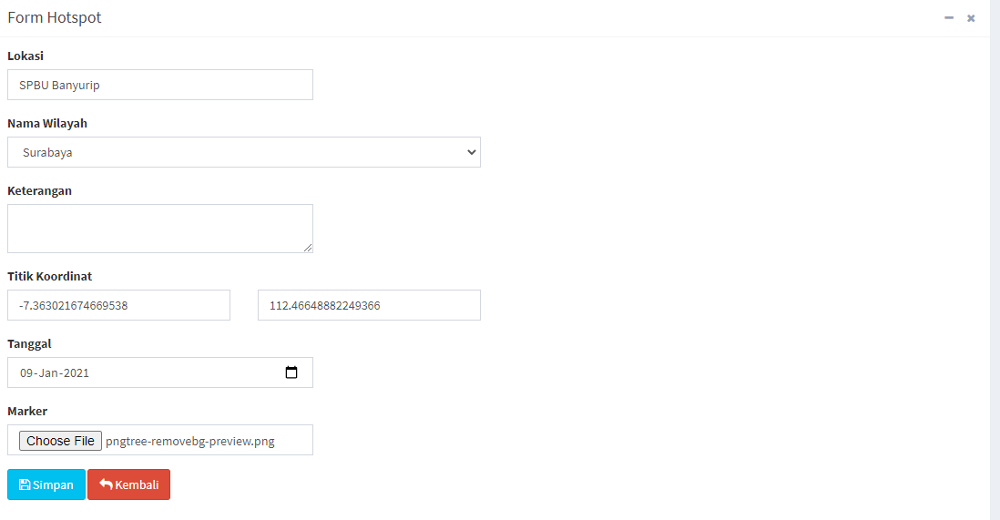 Form Hotspot
Lokasi
SPBU Banyurip
Nama Wilayah
Surabaya
Keterangan
Titik Koordinat
-7.363021674669538 112.46648882249366
Tanggal
09-Jan-2021
Marker
Choose File pngtree-removebg-preview.png
Simpan Kembali